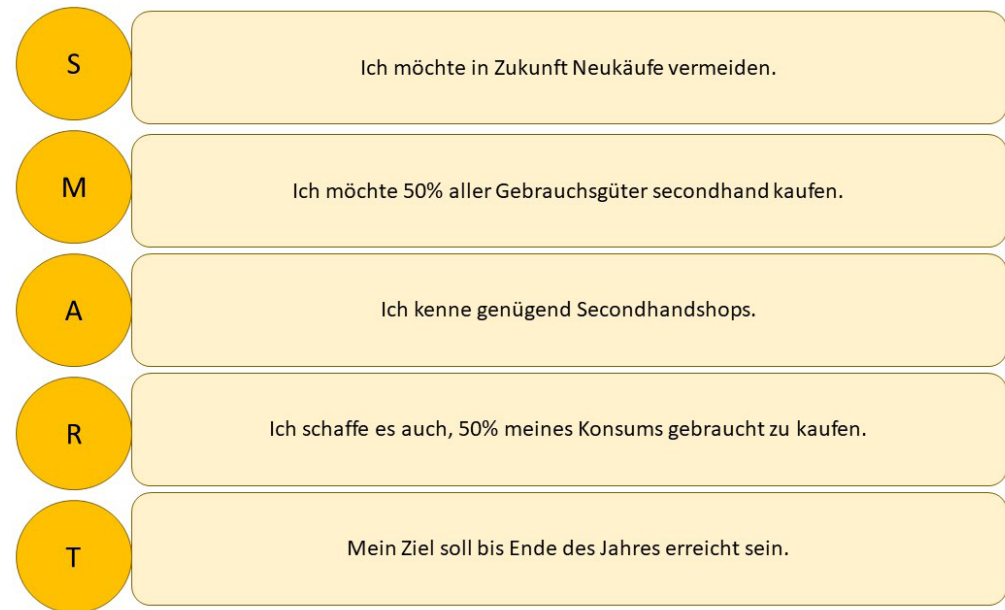 S
Ich möchte in Zukunft Neukäufe vermeiden.
M
Ich möchte 50% aller Gebrauchsgüter secondhand kaufen.
A
Ich kenne genügend Secondhandshops.
R
Ich schaffe es auch, 50% meines Konsums gebraucht zu kaufen.
T
Mein Ziel soll bis Ende des Jahres erreicht sein.